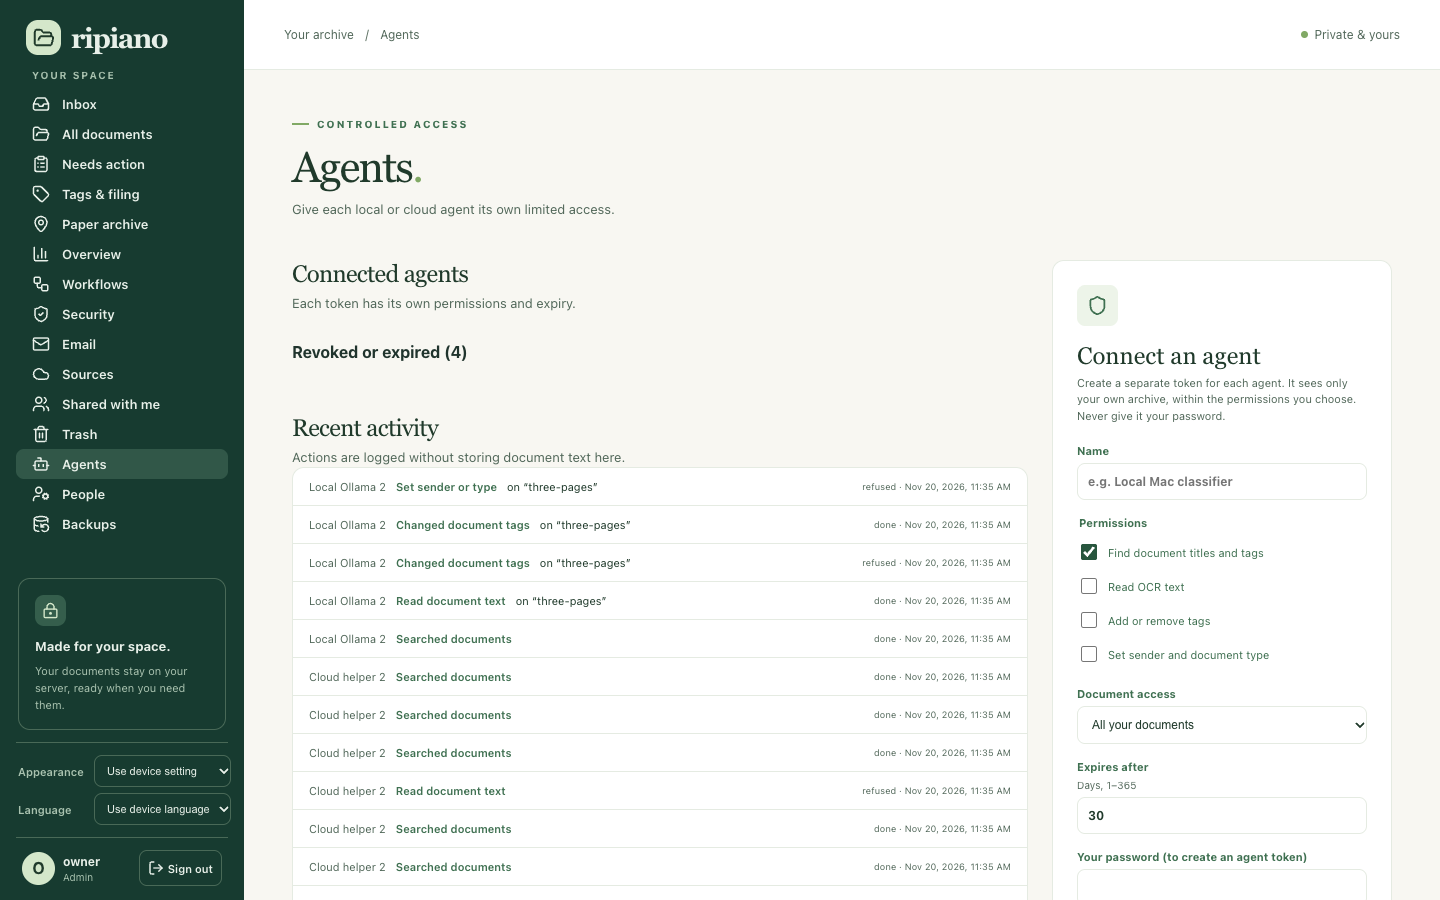 ripiano
YOUR SPACE
Inbox
All documents
Needs action
Tags & filing
Paper archive
Overview
Workflows
Security
Email
Sources
Shared with me
Trash
Agents
People
Backups
Made for your space.
Your documents stay on your
server, ready when you need
them.
Appearance Use device setting
Language Use device language
O owner
Admin
Sign out
Your archive / Agents
Private & yours
CONTROLLED ACCESS
Agents.
Give each local or cloud agent its own limited access.
Connected agents
Each token has its own permissions and expiry.
Revoked or expired (4)
Recent activity
Actions are logged without storing document text here.
Local Ollama 2 Set sender or type on “three-pages” refused · Nov 20, 2026, 11:35 AM
Local Ollama 2 Changed document tags on “three-pages” done · Nov 20, 2026, 11:35 AM
Local Ollama 2 Changed document tags on “three-pages” refused · Nov 20, 2026, 11:35 AM
Local Ollama 2 Read document text on “three-pages” done · Nov 20, 2026, 11:35 AM
Local Ollama 2 Searched documents done · Nov 20, 2026, 11:35 AM
Cloud helper 2 Searched documents done · Nov 20, 2026, 11:35 AM
Cloud helper 2 Searched documents done · Nov 20, 2026, 11:35 AM
Cloud helper 2 Searched documents done · Nov 20, 2026, 11:35 AM
Cloud helper 2 Read document text refused · Nov 20, 2026, 11:35 AM
Cloud helper 2 Searched documents done · Nov 20, 2026, 11:35 AM
Cloud helper 2 Searched documents done · Nov 20, 2026, 11:35 AM
Connect an agent
Create a separate token for each agent. It sees only
your own archive, within the permissions you choose.
Never give it your password.
Name
e.g. Local Mac classifier
Permissions
Find document titles and tags
Read OCR text
Add or remove tags
Set sender and document type
Document access
All your documents
Expires after
Days, 1–365
30
Your password (to create an agent token)